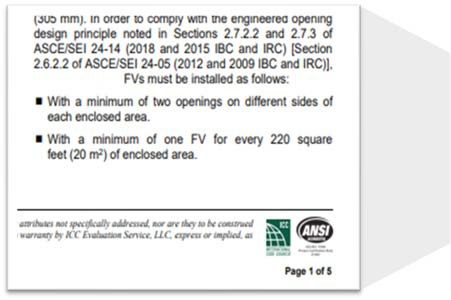 (305 mm). In order to comply with the engineered opening
design principle noted in Sections 2.7.2.2 and 2.7.3 of
ASCE/SEI 24-14 (2018 and 2015 IBC and IRC) [Section
2.6.2.2 of ASCE/SEI 24-05 (2012 and 2009 IBC and IRC)],
FVs must be installed as follows:
■ With a minimum of two openings on different sides of
each enclosed area.
■ With a minimum of one FV for every 220 square
feet (20 m²) of enclosed area.
attributes not specifically addressed, nor are they to be construed
warranty by ICC Evaluation Service, LLC, express or implied, as
ICC
INTERNATIONAL
CODE COUNCIL
ANSI
Page 1 of 5